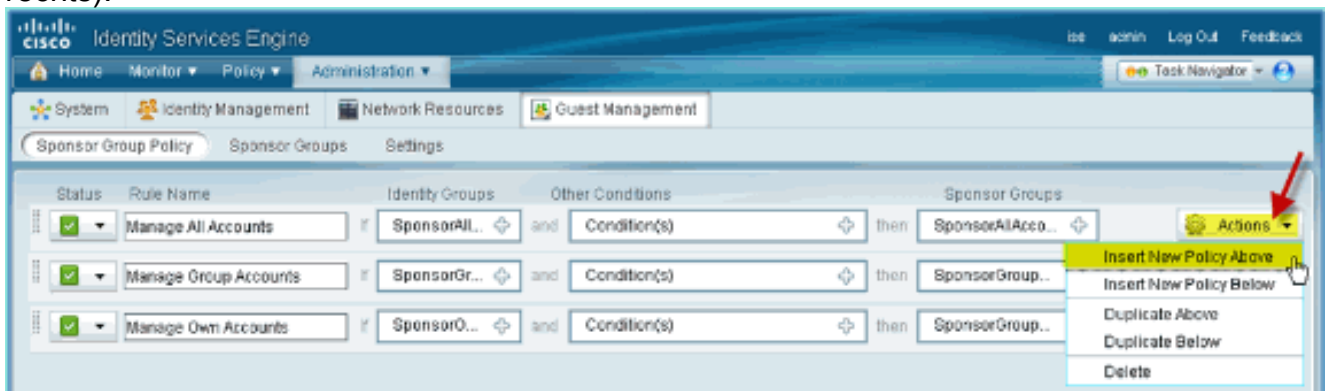 cisco Identity Services Engine ise admin Log Out Feedback
Home Monitor Policy Administration Task Navigator
System Identity Management Network Resources Guest Management
Sponsor Group Policy Sponsor Groups Settings
Status Rule Name Identity Groups Other Conditions Sponsor Groups
Manage All Accounts If SponsorAll... and Condition(s) then SponsorAllAcco... Actions
Insert New Policy Above
Manage Group Accounts If SponsorGr... and Condition(s) then SponsorGroup...
Insert New Policy Below
Duplicate Above
Manage Own Accounts If SponsorO... and Condition(s) then SponsorGroup...
Duplicate Below
Delete